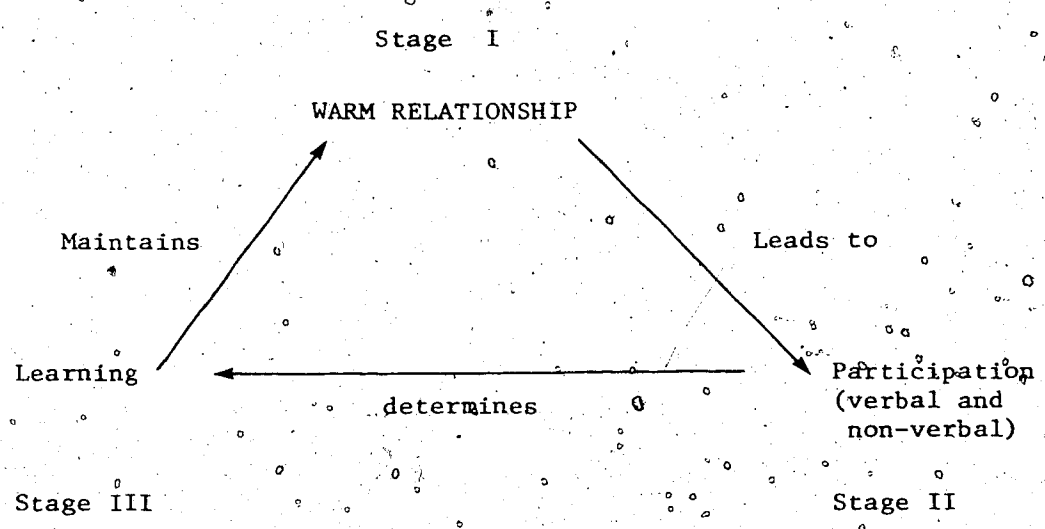 Stage I
WARM RELATIONSHIP
Maintains
Leads to
Learning
Participation
determines
(verbal and
non-verbal)
Stage III
Stage II